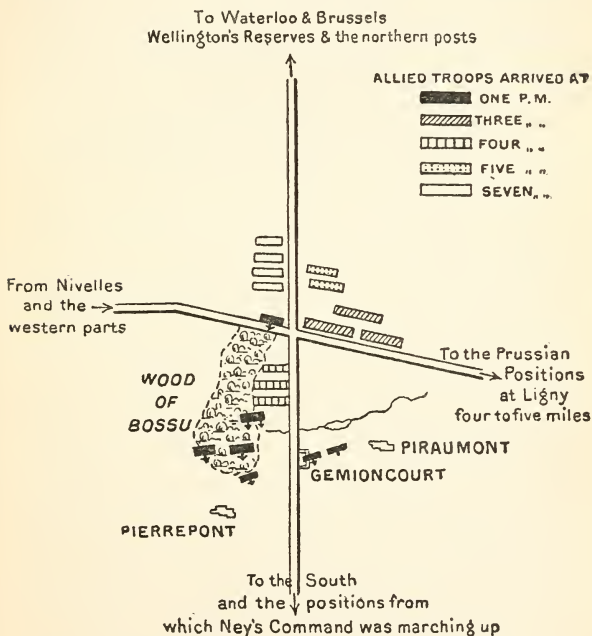 To Waterloo & Brussels
Wellington's Reserves & the northern posts
ALLIED TROOPS ARRIVED AT
ONE P.M.
THREE „ „
FOUR „ „
FIVE „ „
SEVEN „ „
From Nivelles
and the
western parts
To the Prussian
Positions
at Ligny
four to five miles
WOOD
OF
BOSSU
PIRAUMONT
GEMIONCOURT
PIERREPONT
To the South
and the positions from
which Ney's Command was marching up